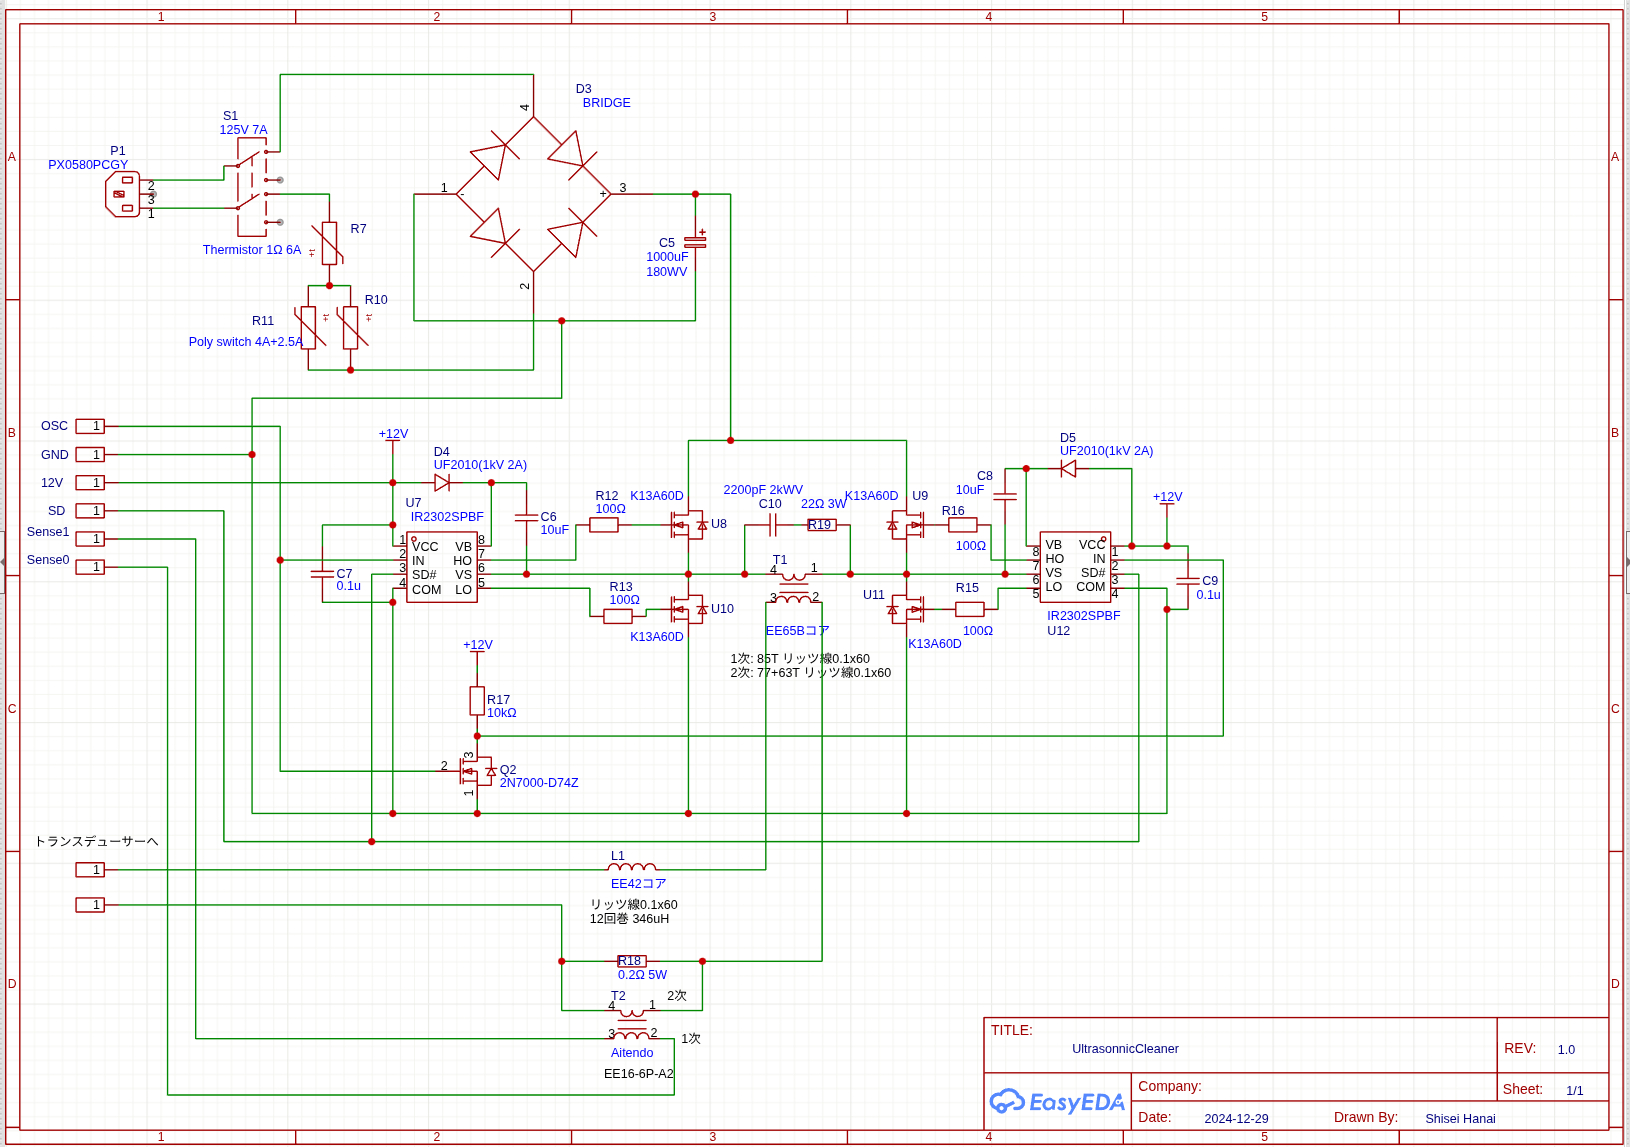 1 2 3 4 5
A A
B B
C C
D D
P1
PX0580PCGY
2
3
1
S1
125V 7A
Thermistor 1Ω 6A
R7
+t
R10
+t
R11
+t
Poly switch 4A+2.5A
D3
BRIDGE
4
1
-
+
3
2
+
C5
1000uF
180WV
OSC 1
GND 1
12V 1
SD 1
Sense1 1
Sense0 1
+12V
D4
UF2010(1kV 2A)
U7
IR2302SPBF
1 VCC VB 8
2 IN HO 7
3 SD# VS 6
4 COM LO 5
C7
0.1u
C6
10uF
R12
100Ω
K13A60D
U8
R13
100Ω
K13A60D
U10
2200pF 2kWV
C10
22Ω 3W
R19
T1
4 1
3 2
EE65Bコア
1次: 85T リッツ線0.1x60
2次: 77+63T リッツ線0.1x60
K13A60D
U9
R16
100Ω
U11
K13A60D
R15
100Ω
C8
10uF
D5
UF2010(1kV 2A)
+12V
8 VB VCC 1
7 HO IN 2
6 VS SD# 3
5 LO COM 4
IR2302SPBF
U12
C9
0.1u
+12V
R17
10kΩ
3
2
1
Q2
2N7000-D74Z
トランスデューサーへ
1
1
L1
EE42コア
リッツ線0.1x60
12回巻 346uH
R18
0.2Ω 5W
T2
2次
4 1
3 2
1次
Aitendo
EE16-6P-A2
TITLE:
UltrasonicCleaner
REV: 1.0
EasyEDA
Company:
Sheet: 1/1
Date: 2024-12-29
Drawn By: Shisei Hanai
1 2 3 4 5